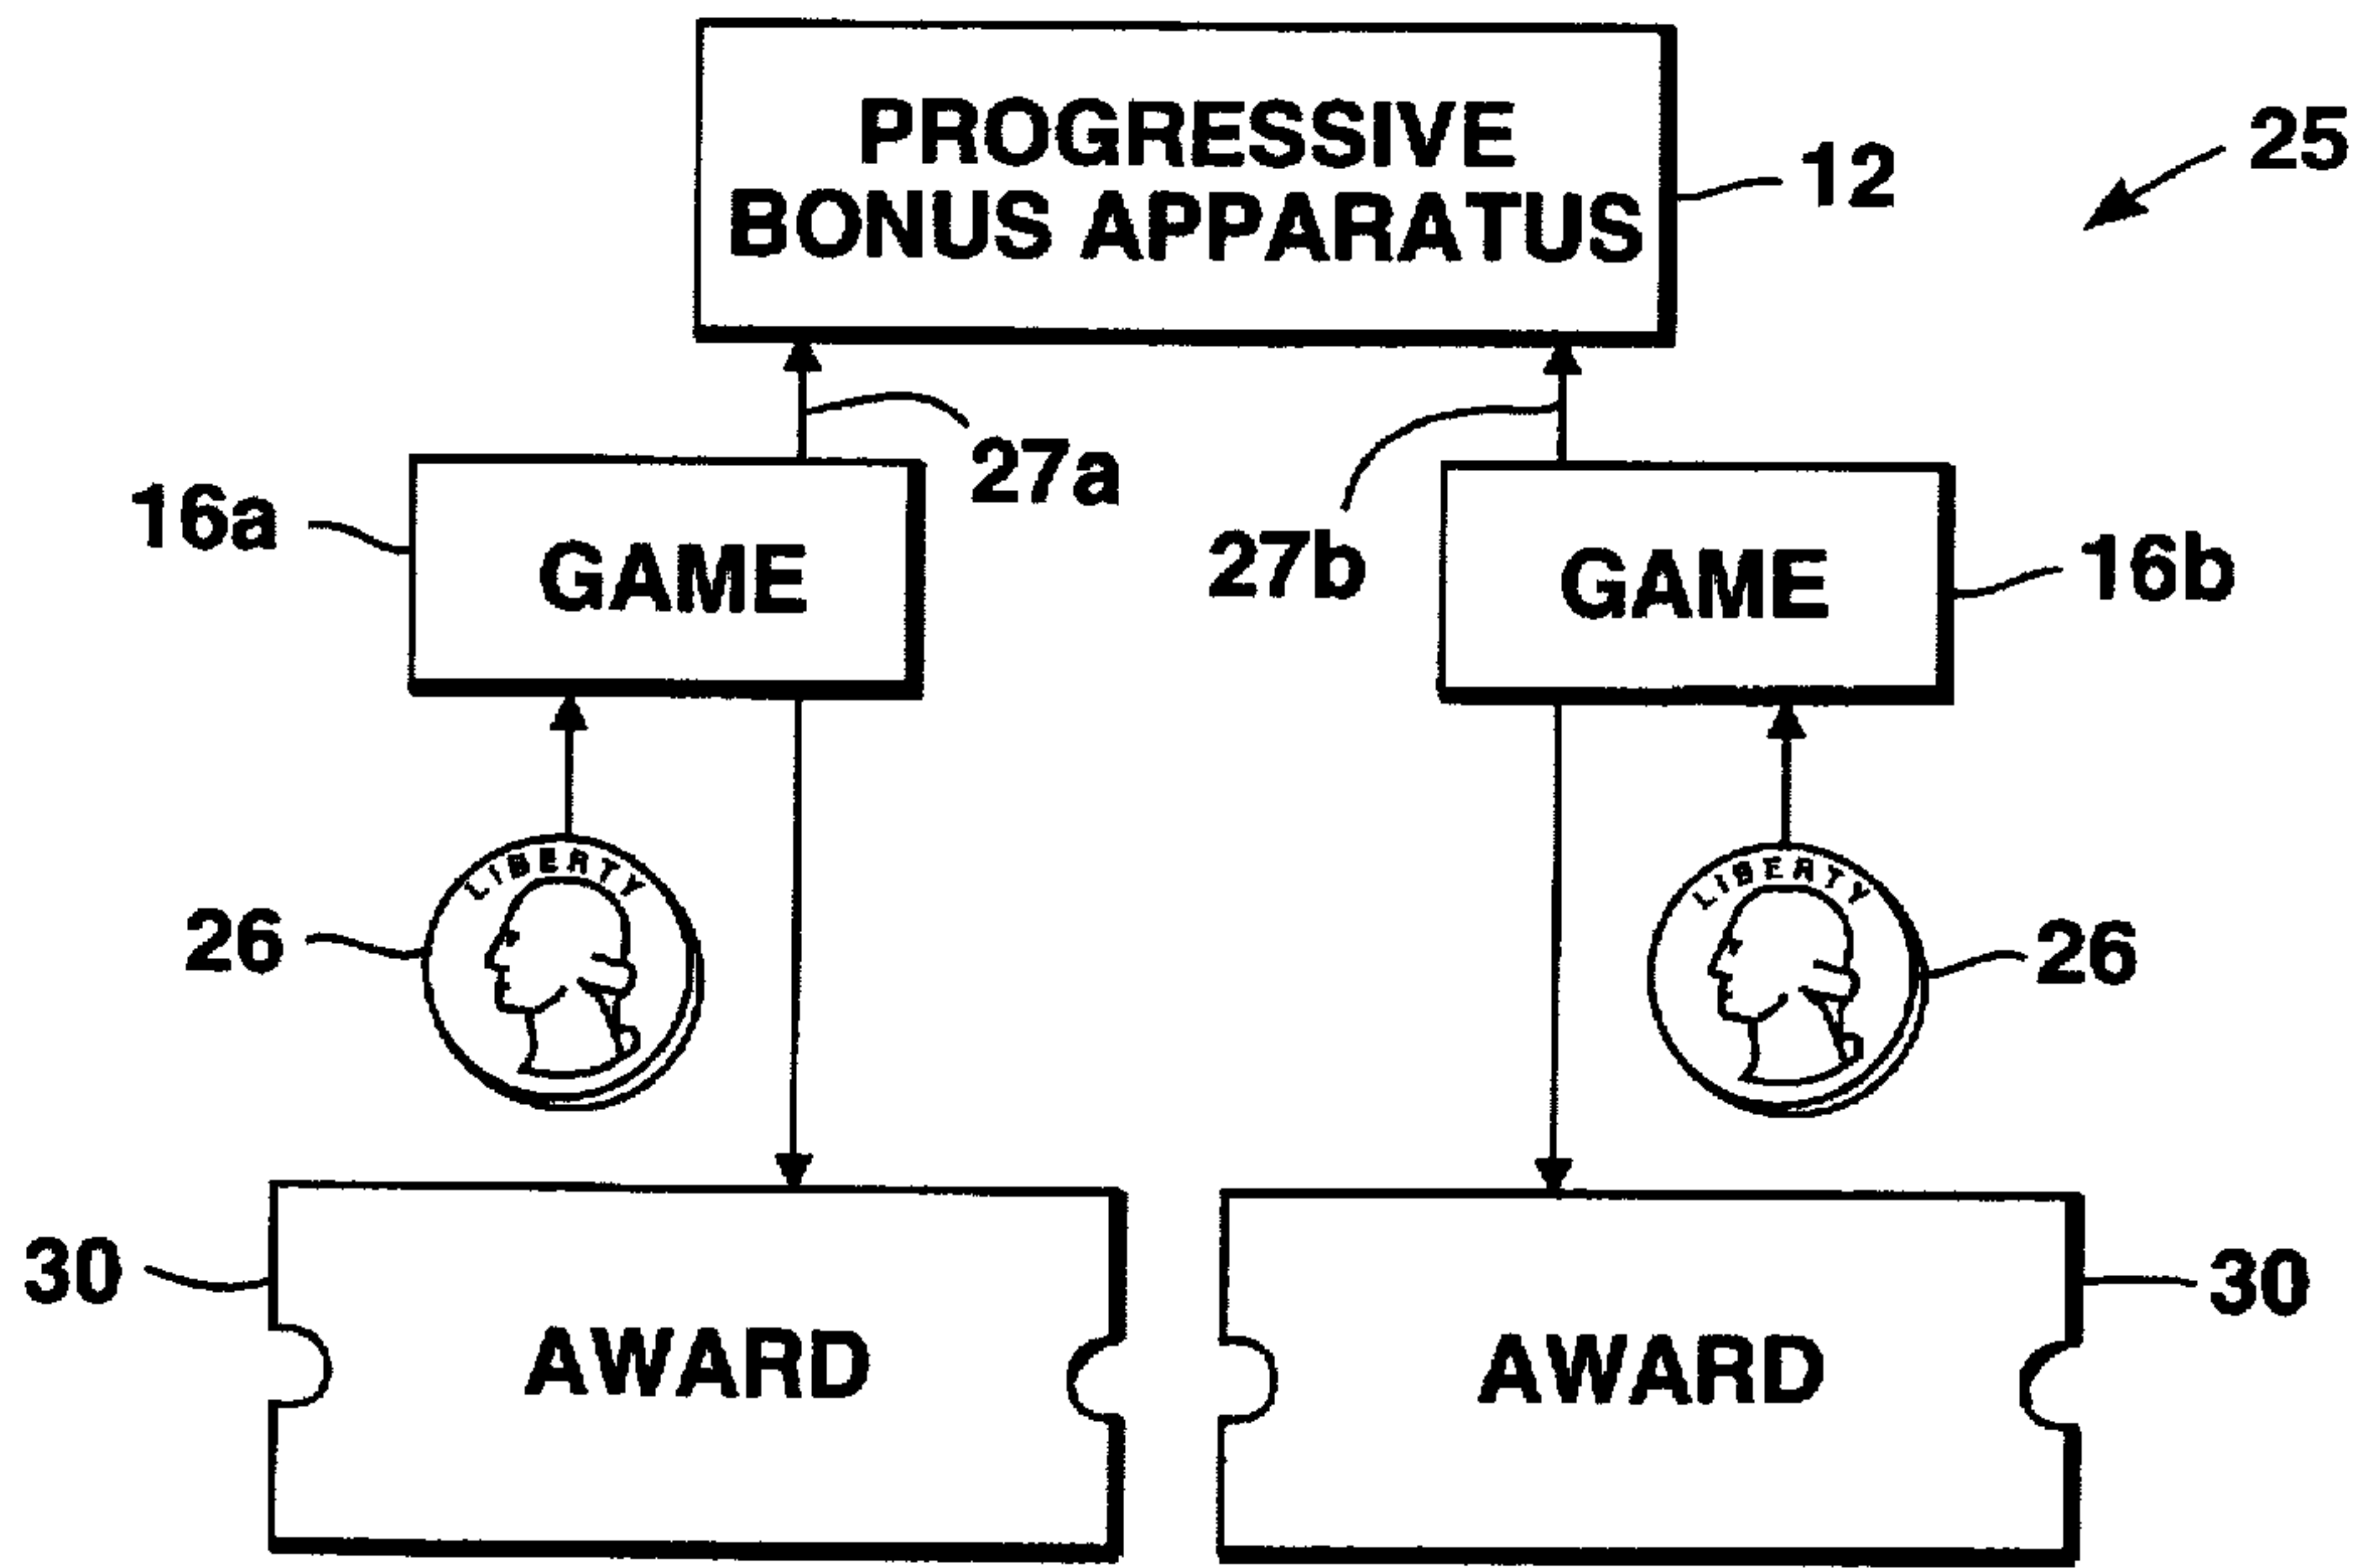 PROGRESSIVE
BONUS APPARATUS
12
25
27a
16a
GAME
27b
GAME
16b
LIBERTY
26
LIBERTY
26
30
AWARD
AWARD
30